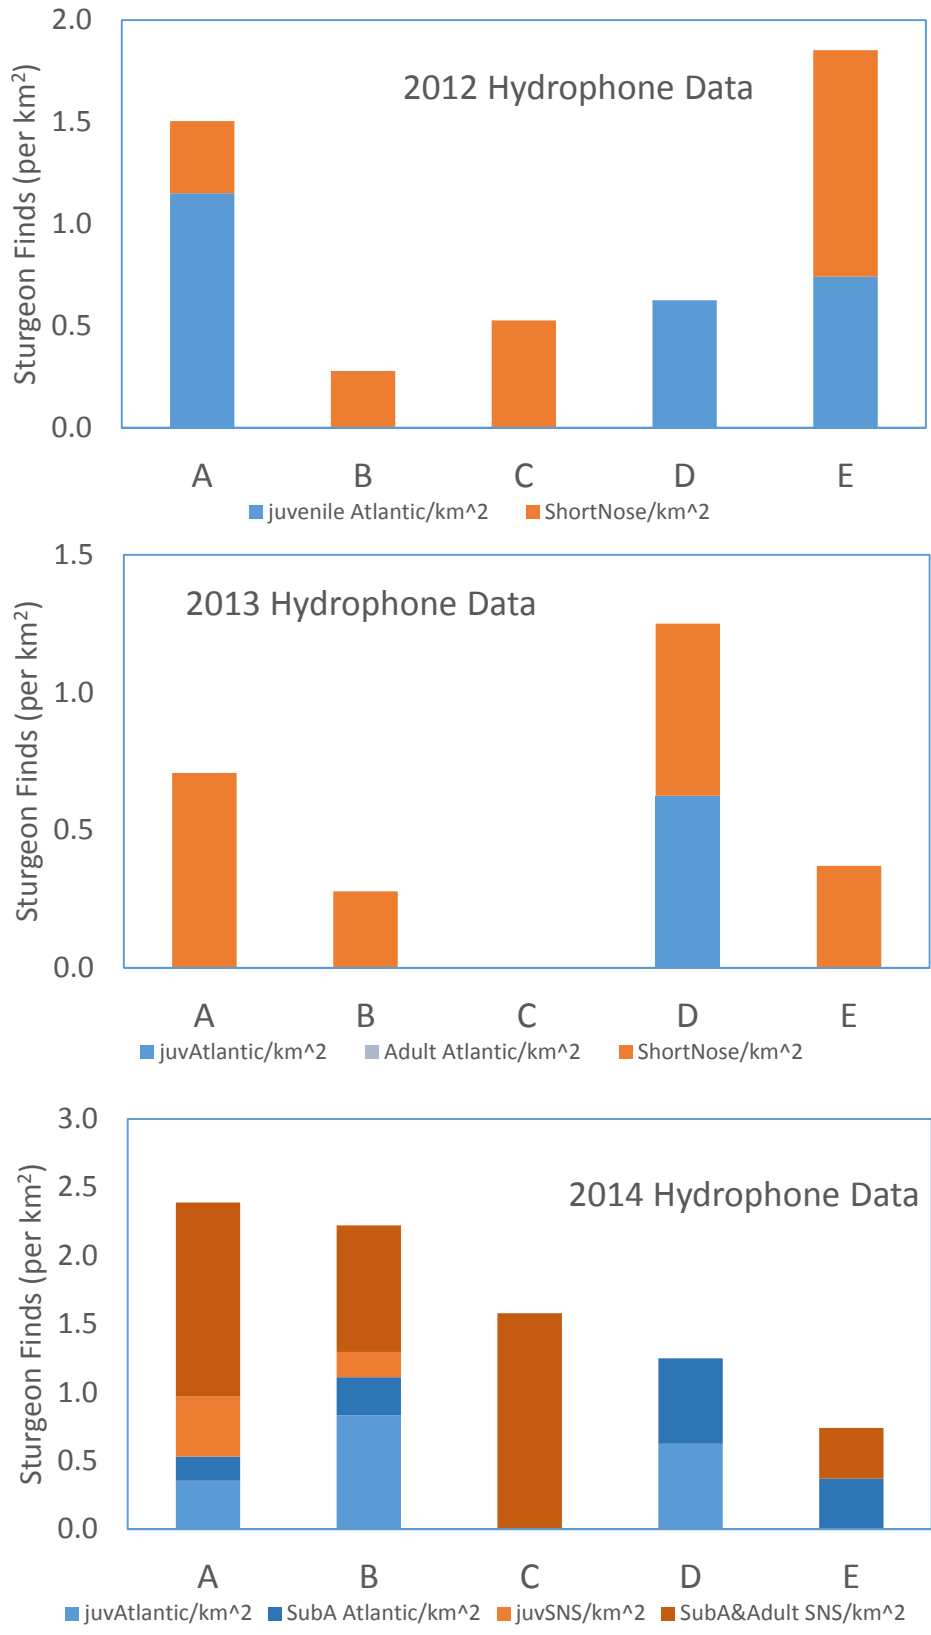 2012 Hydrophone Data
Sturgeon Finds (per km²)
2.0
1.5
1.0
0.5
0.0
A B C D E
juvenile Atlantic/km^2 ShortNose/km^2
2013 Hydrophone Data
Sturgeon Finds (per km²)
1.5
1.0
0.5
0.0
A B C D E
juvAtlantic/km^2 Adult Atlantic/km^2 ShortNose/km^2
2014 Hydrophone Data
Sturgeon Finds (per km²)
3.0
2.5
2.0
1.5
1.0
0.5
0.0
A B C D E
juvAtlantic/km^2 SubA Atlantic/km^2 juvSNS/km^2 SubA&Adult SNS/km^2